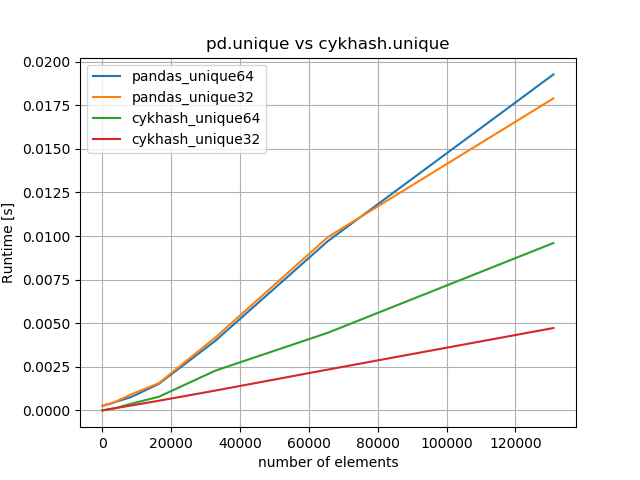 pd.unique vs cykhash.unique
0.0200
0.0175
0.0150
0.0125
0.0100
0.0075
0.0050
0.0025
0.0000
Runtime [s]
pandas_unique64
pandas_unique32
cykhash_unique64
cykhash_unique32
0 20000 40000 60000 80000 100000 120000
number of elements